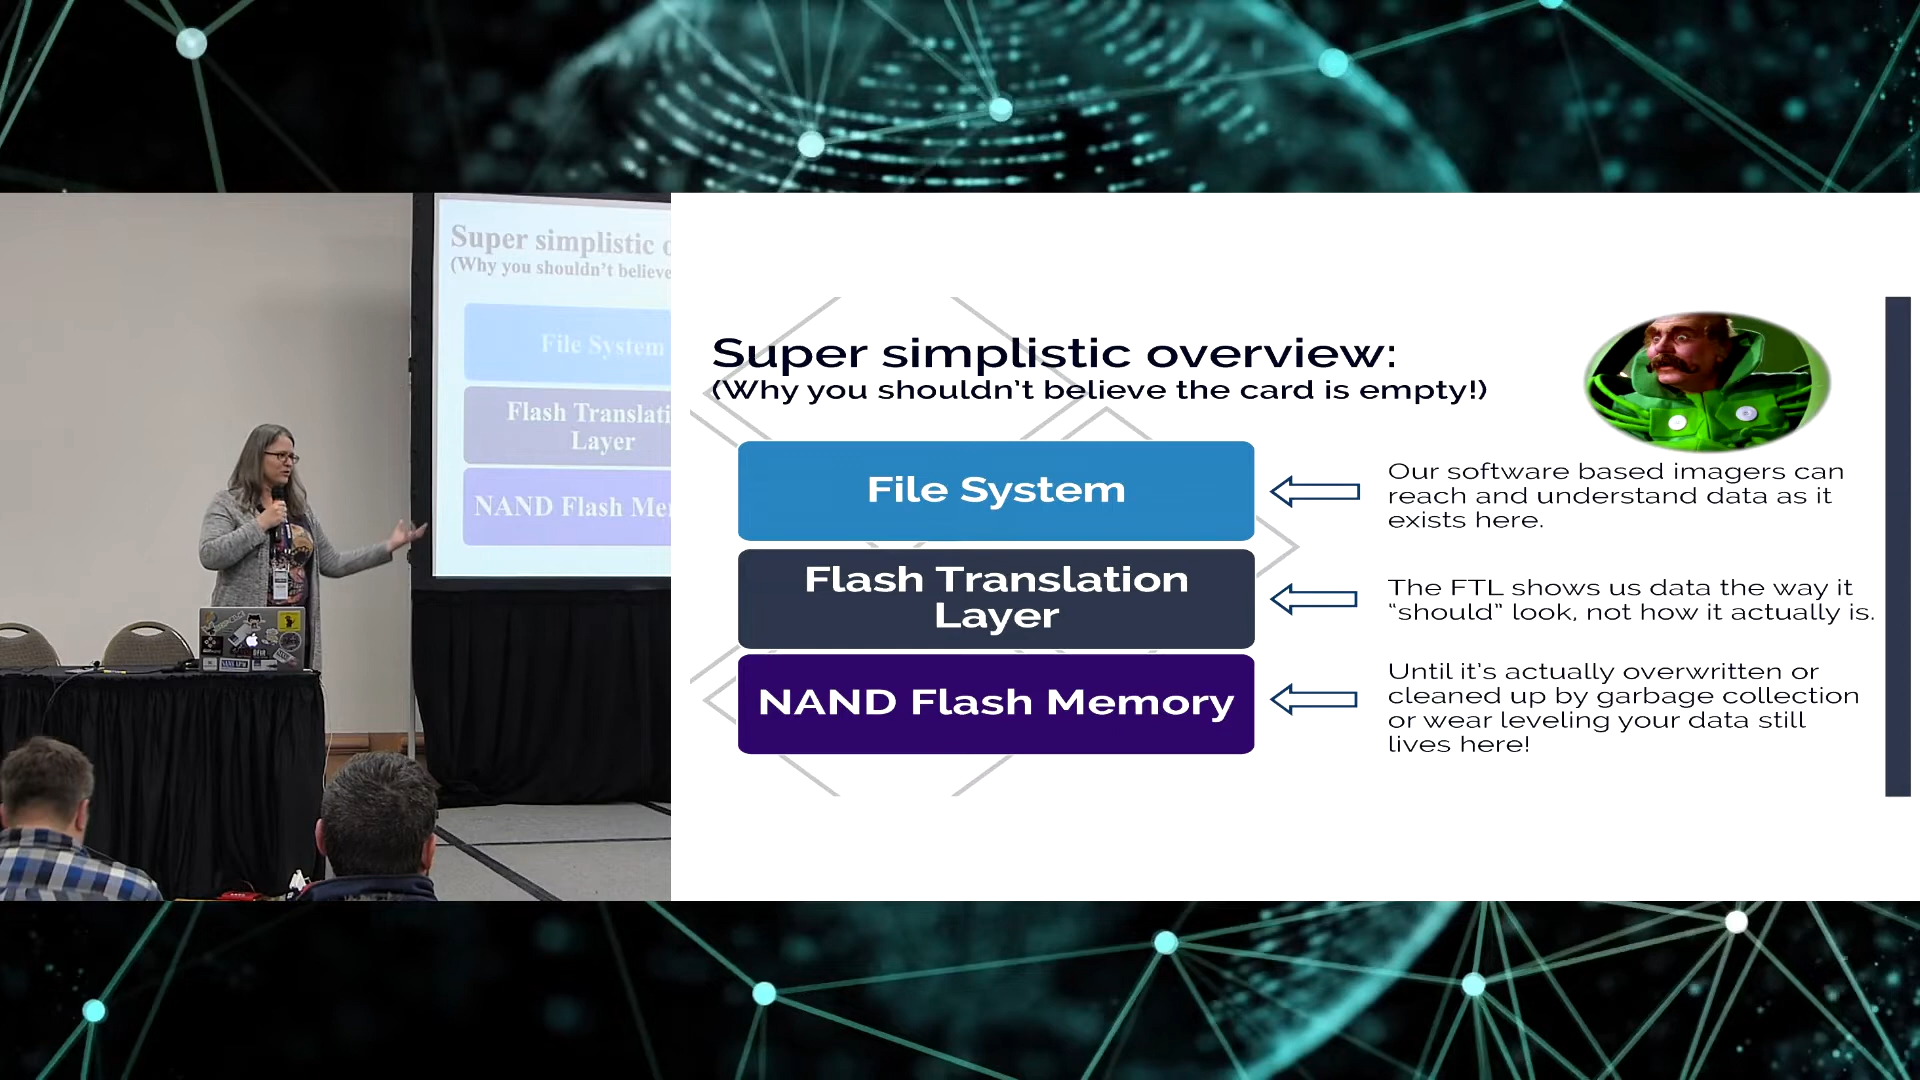 Super simplistic o
(Why you shouldn't believe
File System
Flash Translati
Layer
NAND Flash Me
Super simplistic overview:
(Why you shouldn't believe the card is empty!)
File System
Our software based imagers can
reach and understand data as it
exists here.
Flash Translation
Layer
The FTL shows us data the way it
“should” look, not how it actually is.
NAND Flash Memory
Until it's actually overwritten or
cleaned up by garbage collection
or wear leveling your data still
lives here!